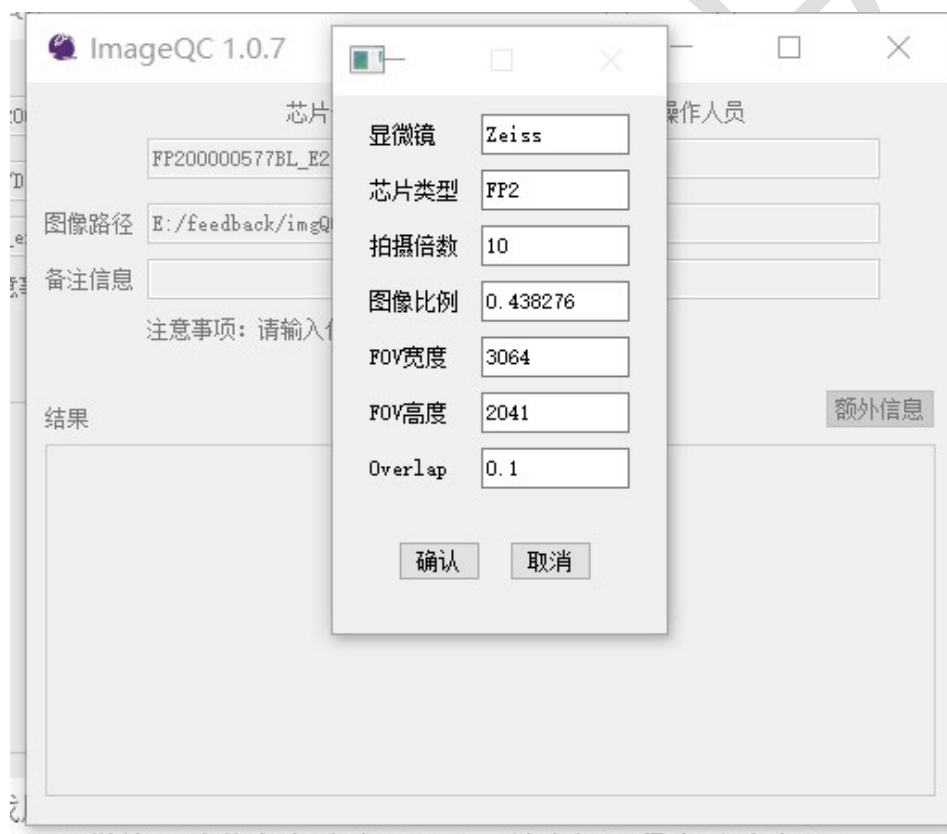 ImageQC 1.0.7
芯片
操作人员
FP200000577BL_E2
图像路径 E:/feedback/imgQ
备注信息
注意事项：请输入
结果
额外信息
显微镜 Zeiss
芯片类型 FP2
拍摄倍数 10
图像比例 0.438276
FOV宽度 3064
FOV高度 2041
Overlap 0.1
确认 取消